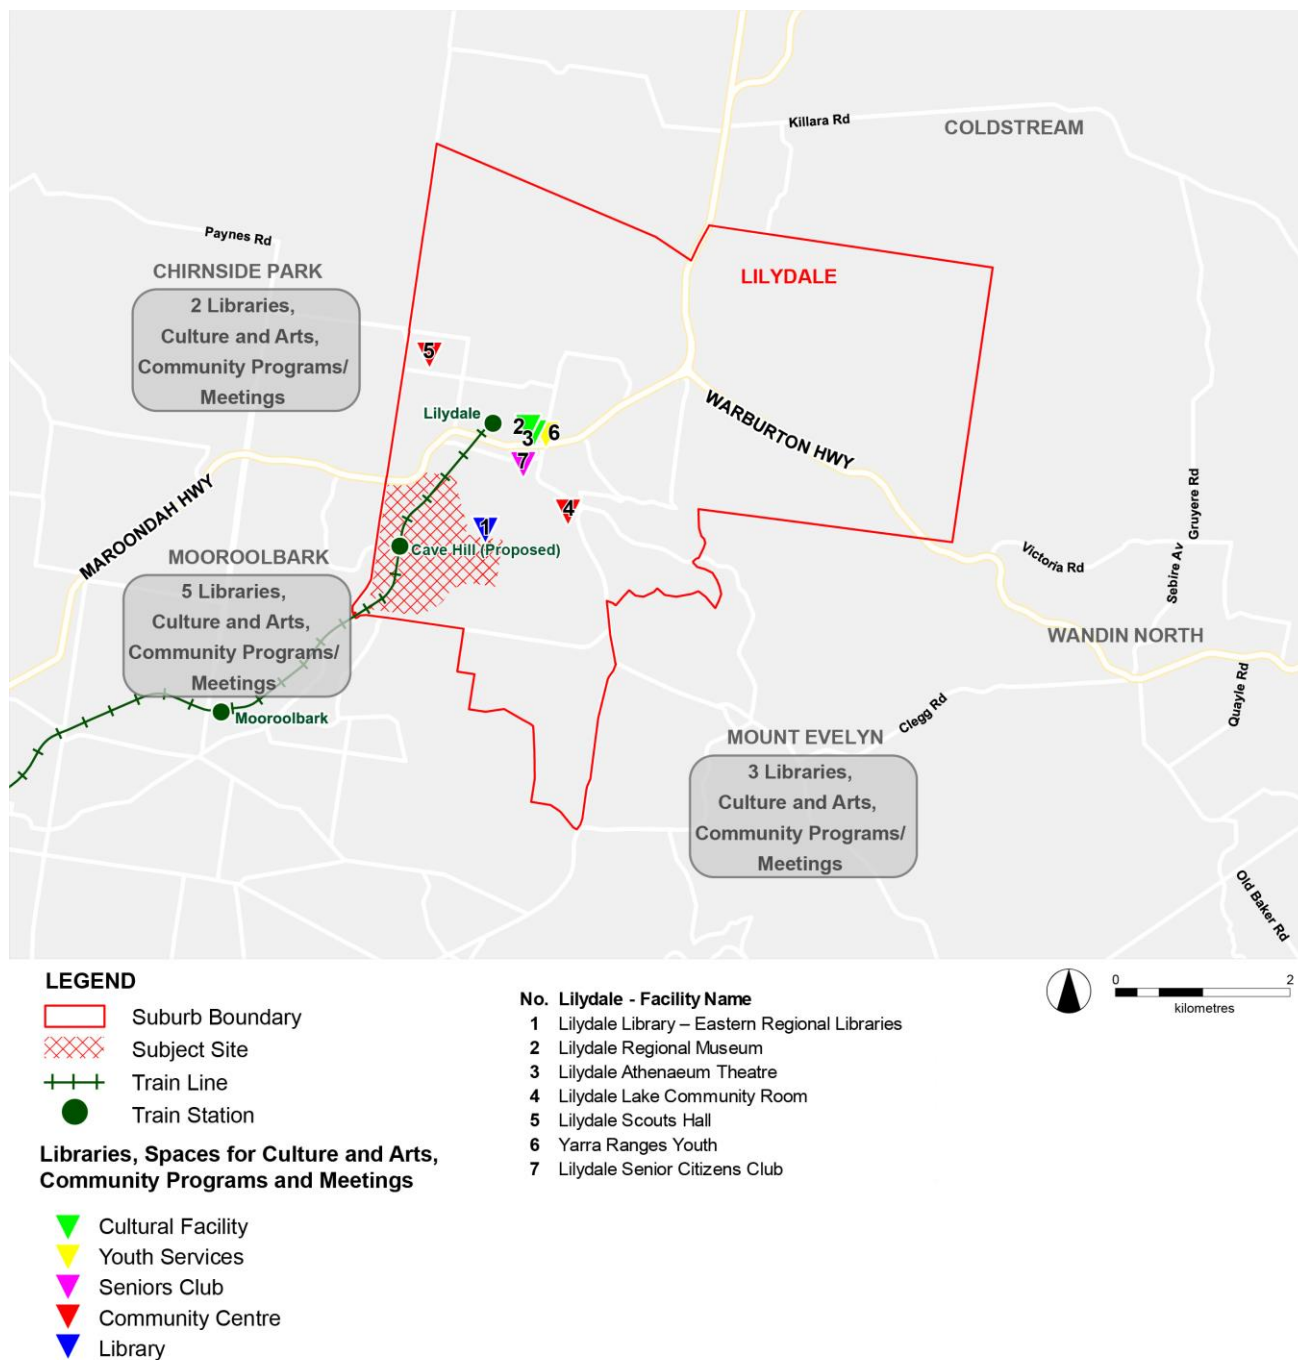 Killara Rd
COLDSTREAM
Paynes Rd
CHIRNSIDE PARK
2 Libraries,
Culture and Arts,
Community Programs/
Meetings
LILYDALE
5
Lilydale
2
3
6
7
WARBURTON HWY
MAROONDAH HWY
4
1
Cave Hill (Proposed)
Gruyere Rd
MOOROOLBARK
5 Libraries,
Culture and Arts,
Community Programs/
Meetings
Mooroolbark
Victoria Rd
Sebire Av
WANDIN NORTH
Quayle Rd
Clegg Rd
MOUNT EVELYN
3 Libraries,
Culture and Arts,
Community Programs/
Meetings
Old Baker Rd
LEGEND
Suburb Boundary
Subject Site
Train Line
Train Station
Libraries, Spaces for Culture and Arts,
Community Programs and Meetings
Cultural Facility
Youth Services
Seniors Club
Community Centre
Library
No. Lilydale - Facility Name
1 Lilydale Library – Eastern Regional Libraries
2 Lilydale Regional Museum
3 Lilydale Athenaeum Theatre
4 Lilydale Lake Community Room
5 Lilydale Scouts Hall
6 Yarra Ranges Youth
7 Lilydale Senior Citizens Club
0 2
kilometres